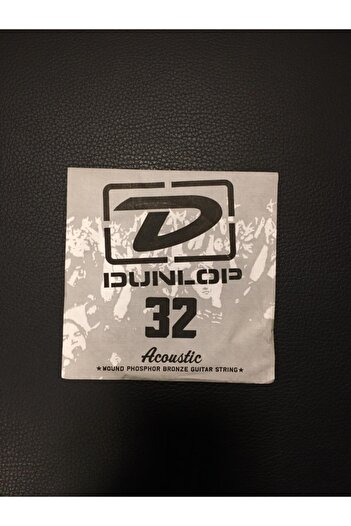 D
DUNLOP
32
Acoustic
★WOUND PHOSPHOR BRONZE GUITAR STRING★